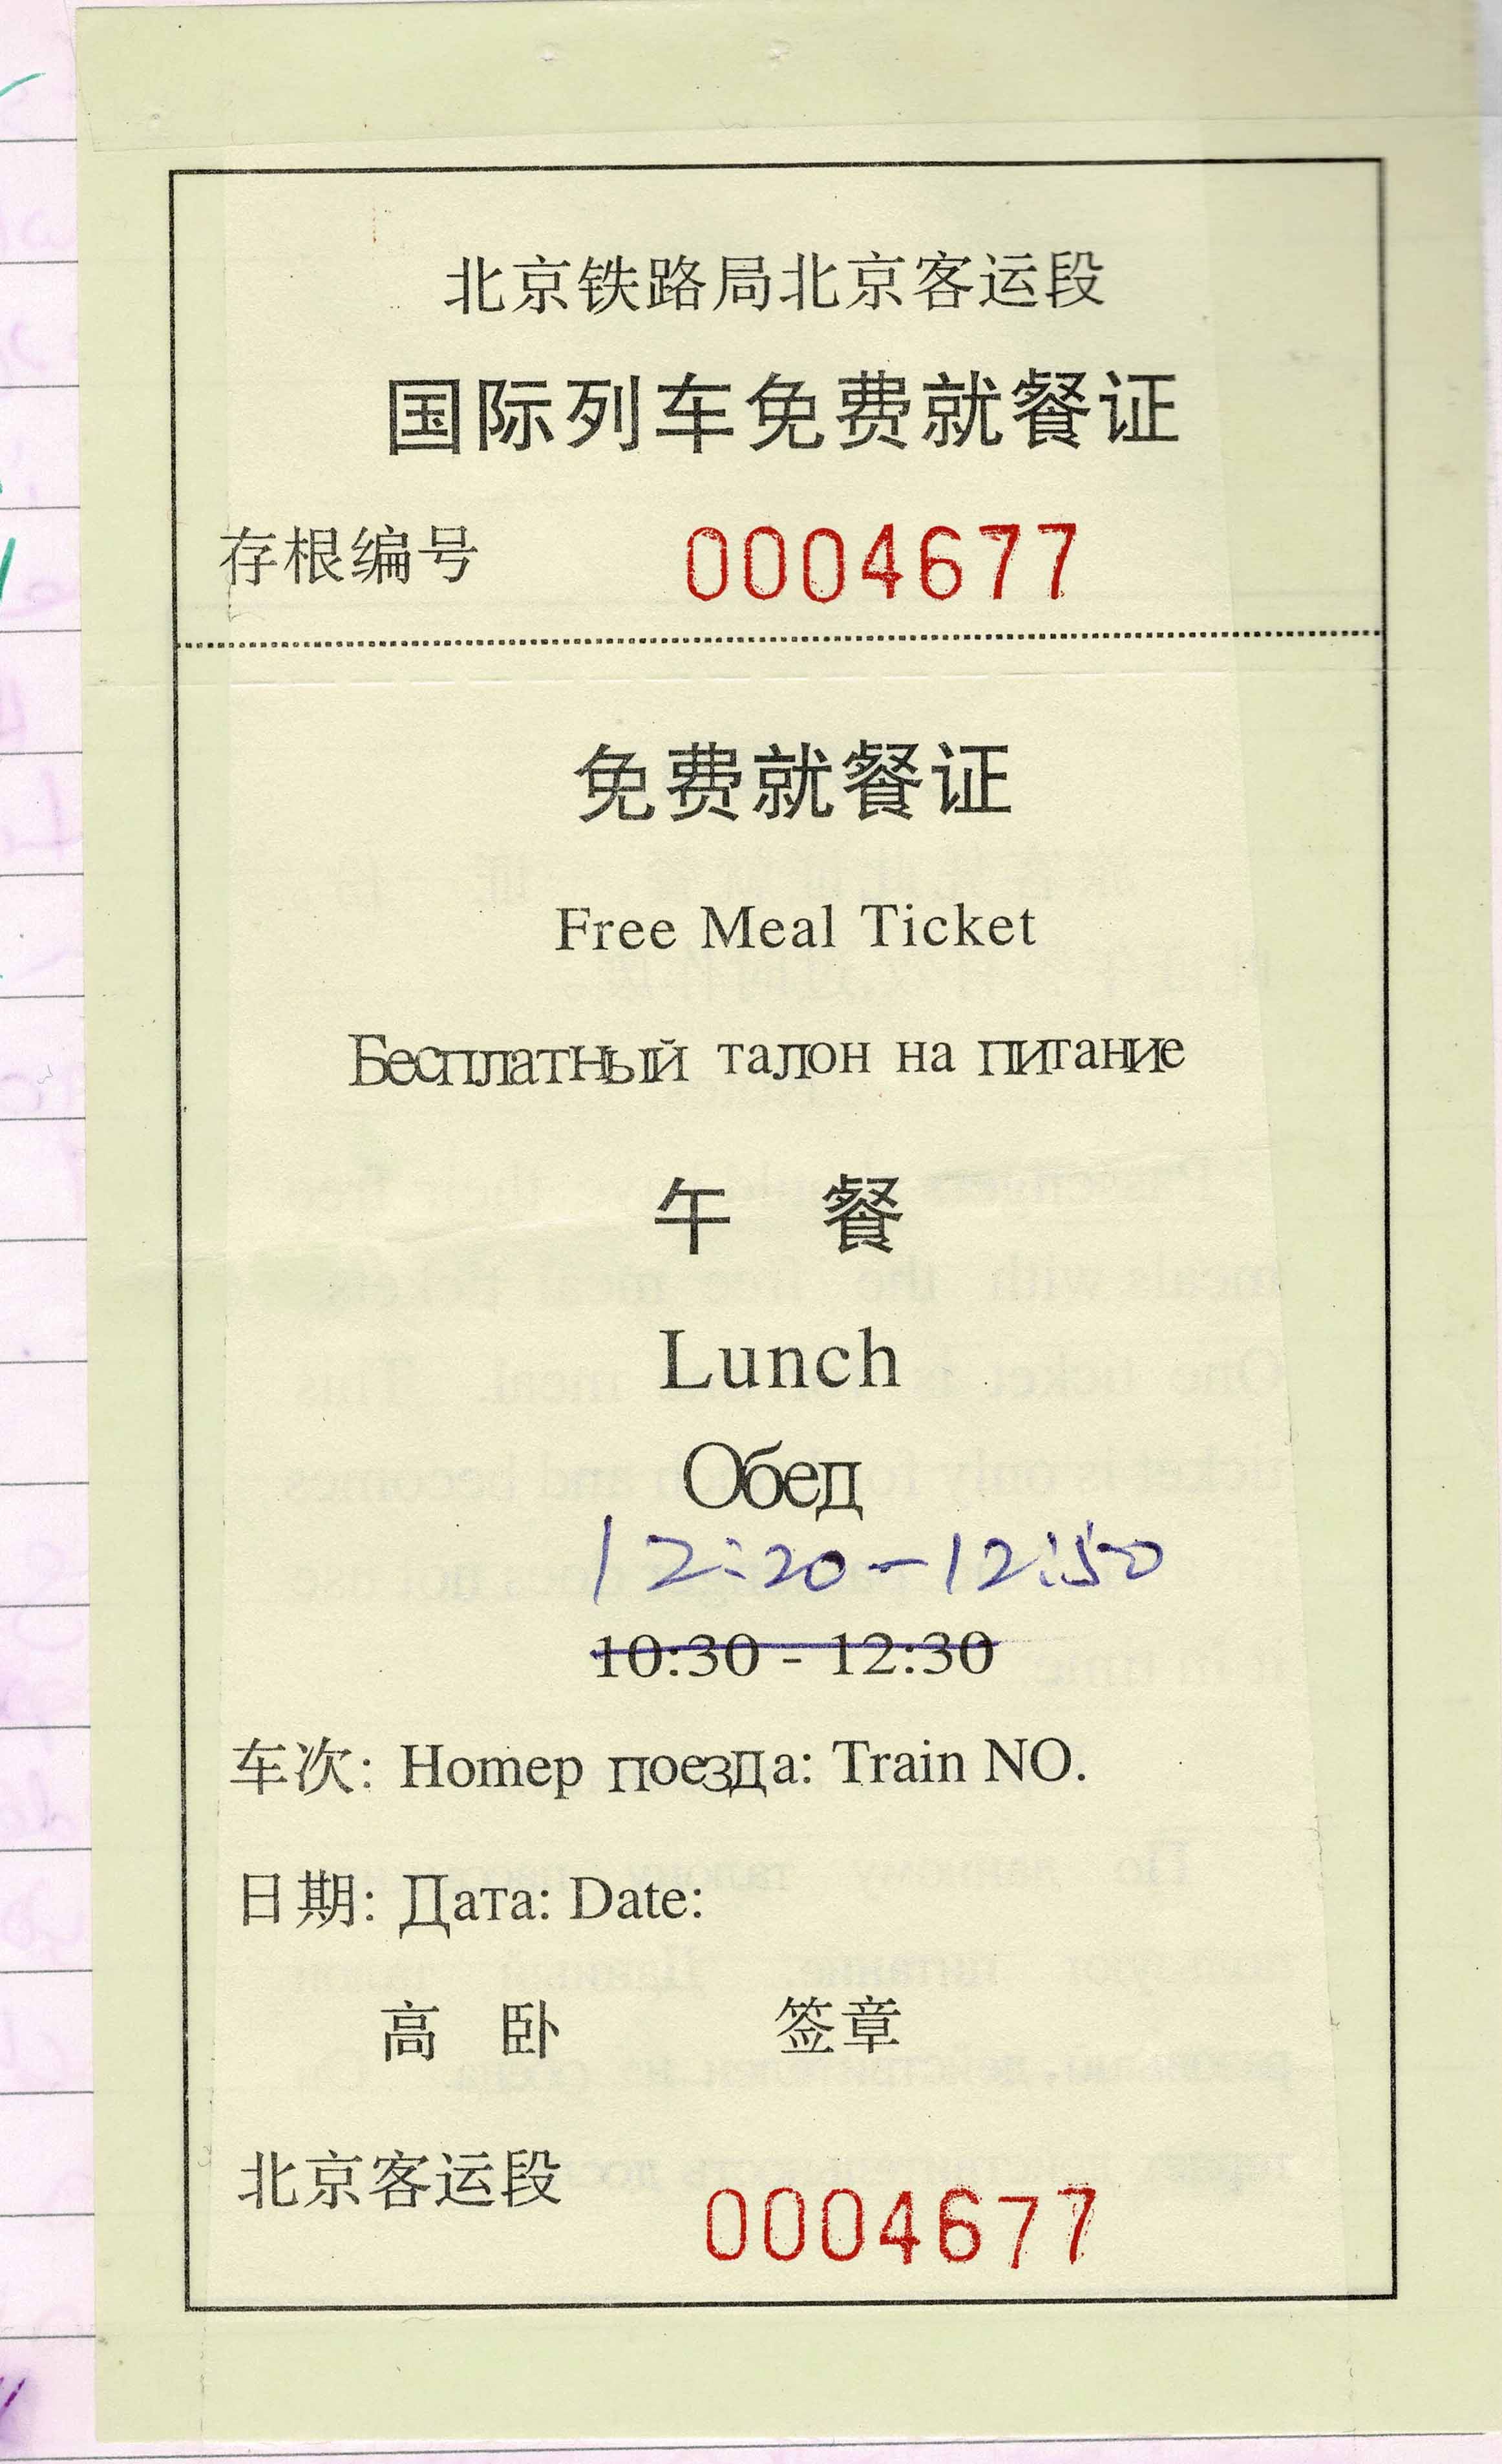 北京铁路局北京客运段
国际列车免费就餐证
存根编号 0004677
免费就餐证
Free Meal Ticket
Бесплатный талон на питание
午 餐
Lunch
Обед
12:20-12:50
10:30 - 12:30
车次: Номер поезда: Train NO.
日期: Дата: Date:
高 卧 签章
北京客运段 0004677